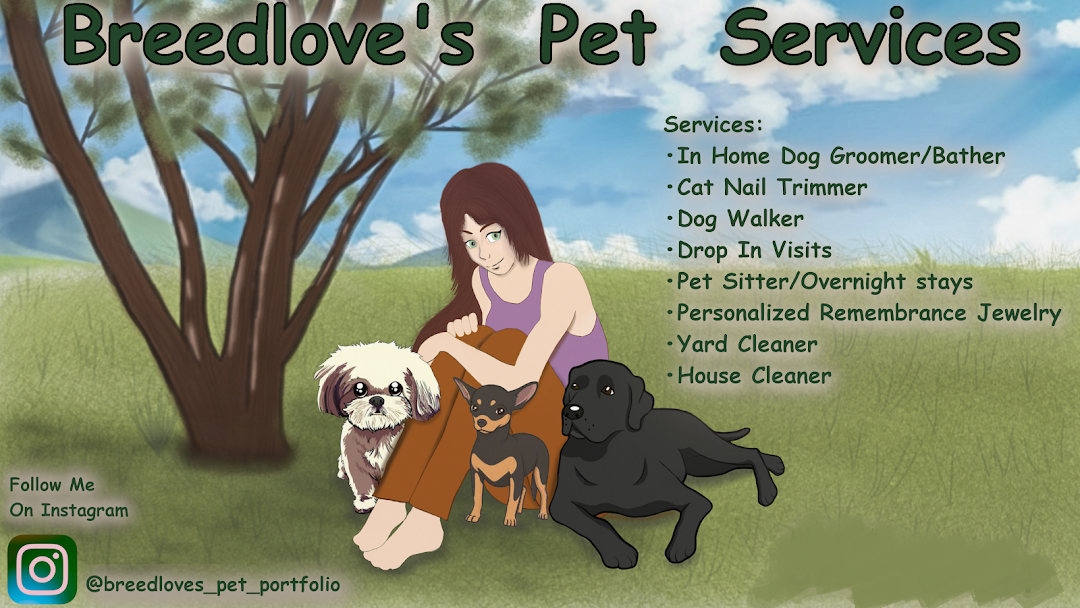 Breedlove's Pet Services
Services:
•In Home Dog Groomer/Bather
•Cat Nail Trimmer
•Dog Walker
•Drop In Visits
•Pet Sitter/Overnight stays
•Personalized Remembrance Jewelry
•Yard Cleaner
•House Cleaner
Follow Me
On Instagram
@breedloves_pet_portfolio